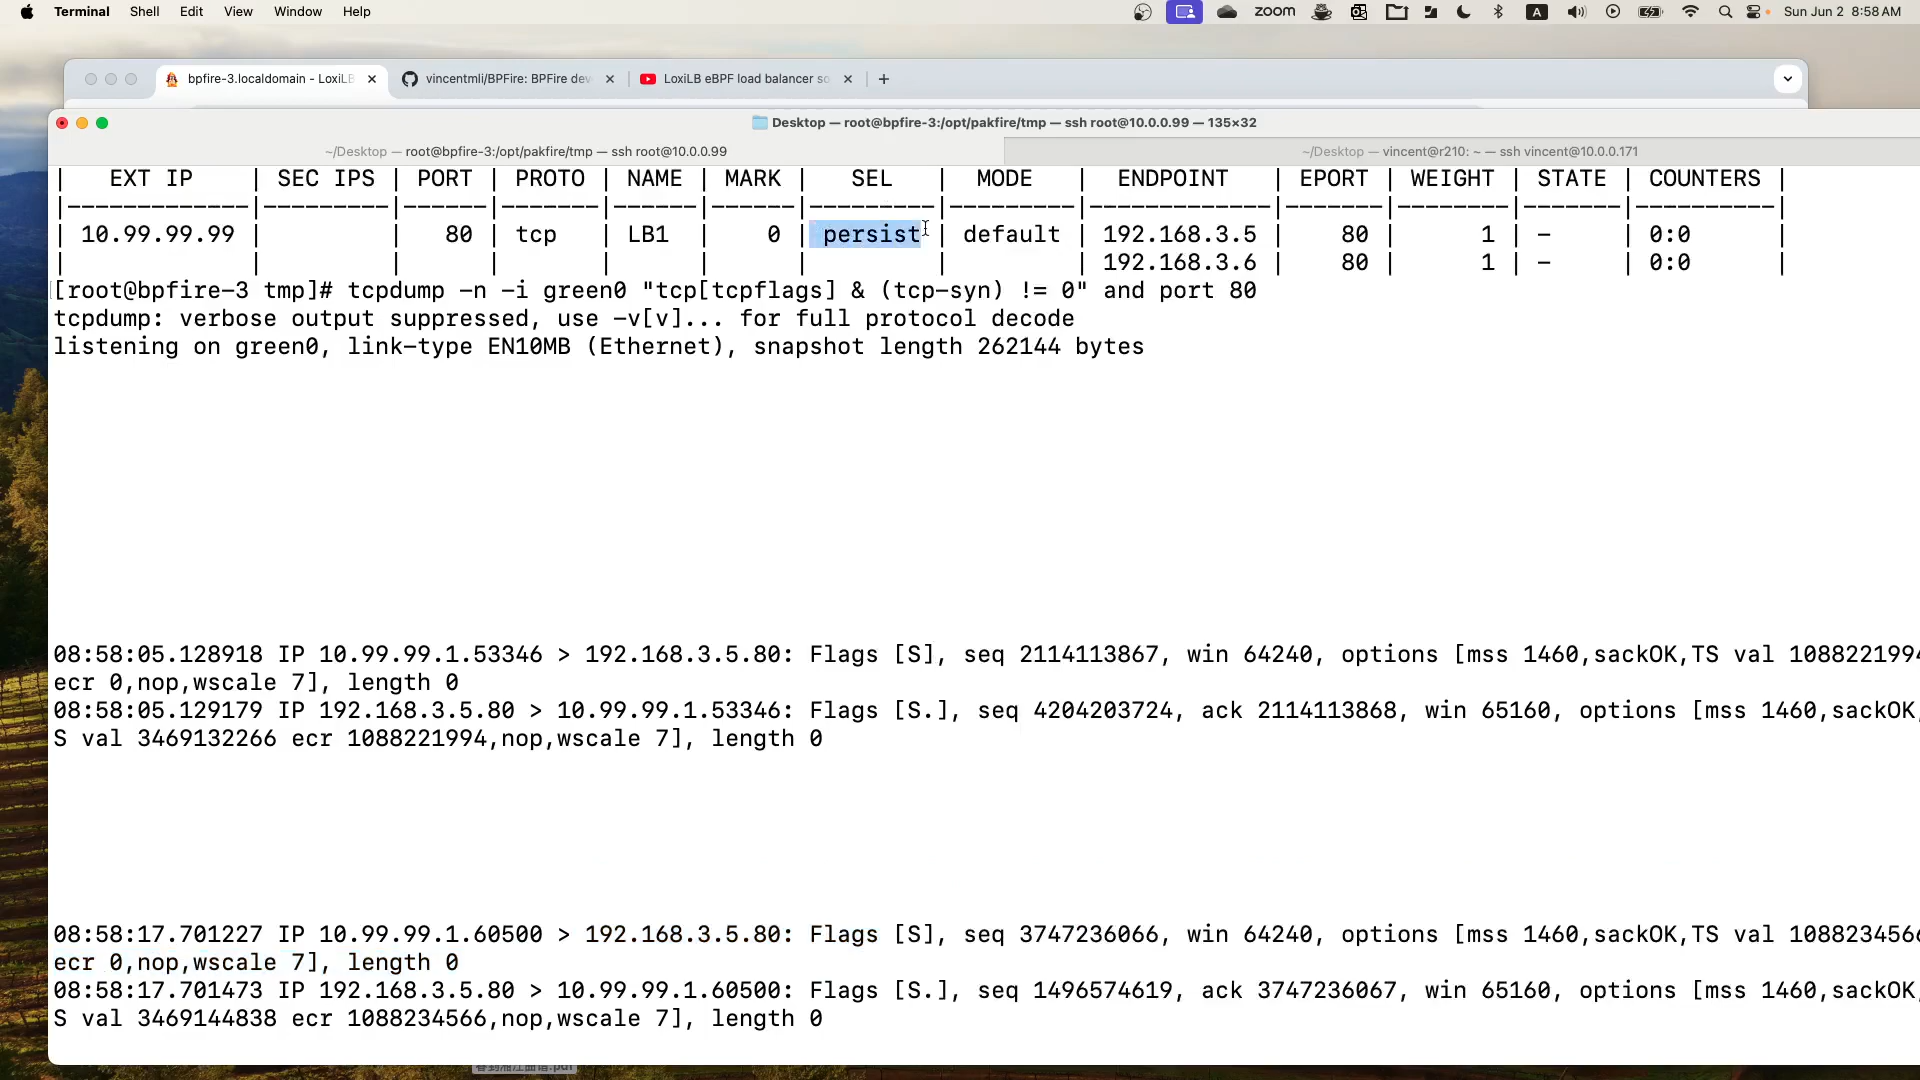 Terminal Shell Edit View Window Help
zoom A Sun Jun 2 8:58 AM
bpfire-3.localdomain - LoxiLB
vincentmli/BPFire: BPFire dev
LoxiLB eBPF load balancer so
Desktop — root@bpfire-3:/opt/pakfire/tmp — ssh root@10.0.0.99 — 135×32
~/Desktop — root@bpfire-3:/opt/pakfire/tmp — ssh root@10.0.0.99
~/Desktop — vincent@r210: ~ — ssh vincent@10.0.0.171
| EXT IP | SEC IPS | PORT | PROTO | NAME | MARK | SEL | MODE | ENDPOINT | EPORT | WEIGHT | STATE | COUNTERS |
|-------------|---------|------|-------|------|------|---------|---------|-------------|-------|--------|-------|----------|
| 10.99.99.99 | | 80 | tcp | LB1 | 0 | persist | default | 192.168.3.5 | 80 | 1 | - | 0:0 |
| | | | | | | | | 192.168.3.6 | 80 | 1 | - | 0:0 |
[root@bpfire-3 tmp]# tcpdump -n -i green0 "tcp[tcpflags] & (tcp-syn) != 0" and port 80
tcpdump: verbose output suppressed, use -v[v]... for full protocol decode
listening on green0, link-type EN10MB (Ethernet), snapshot length 262144 bytes
08:58:05.128918 IP 10.99.99.1.53346 > 192.168.3.5.80: Flags [S], seq 2114113867, win 64240, options [mss 1460,sackOK,TS val 1088221994
ecr 0,nop,wscale 7], length 0
08:58:05.129179 IP 192.168.3.5.80 > 10.99.99.1.53346: Flags [S.], seq 4204203724, ack 2114113868, win 65160, options [mss 1460,sackOK,
S val 3469132266 ecr 1088221994,nop,wscale 7], length 0
08:58:17.701227 IP 10.99.99.1.60500 > 192.168.3.5.80: Flags [S], seq 3747236066, win 64240, options [mss 1460,sackOK,TS val 1088234566
ecr 0,nop,wscale 7], length 0
08:58:17.701473 IP 192.168.3.5.80 > 10.99.99.1.60500: Flags [S.], seq 1496574619, ack 3747236067, win 65160, options [mss 1460,sackOK,
S val 3469144838 ecr 1088234566,nop,wscale 7], length 0